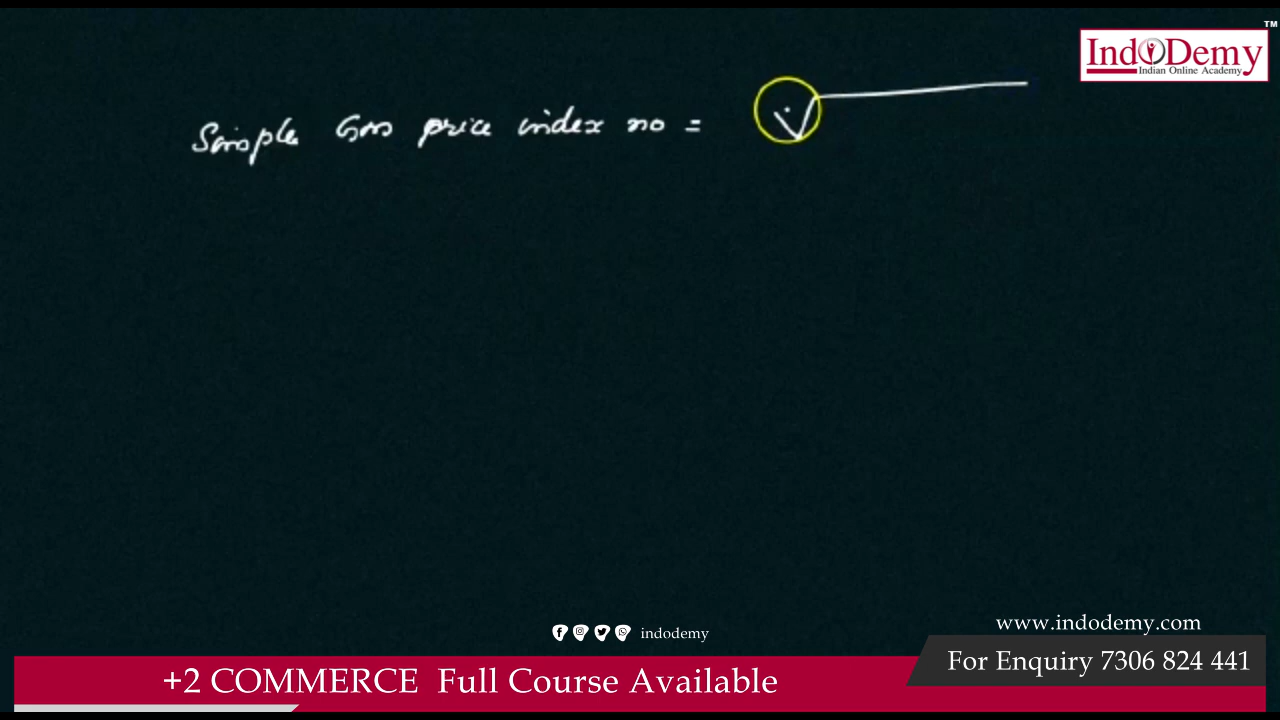 TM
IndoDemy
Indian Online Academy
Simple Gm price index no = √
www.indodemy.com
indodemy
For Enquiry 7306 824 441
+2 COMMERCE Full Course Available